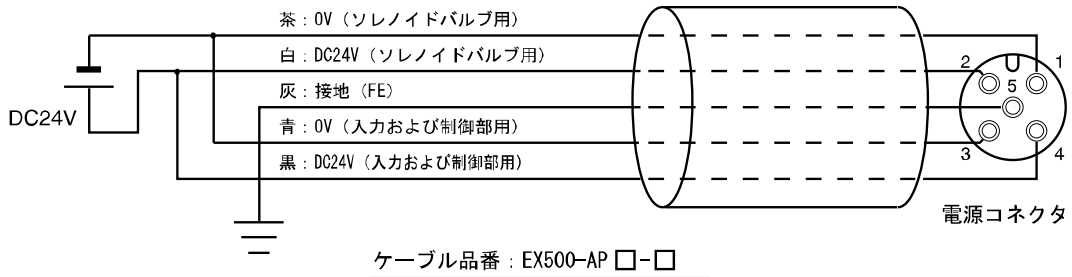 茶：0V（ソレノイドバルブ用）
白：DC24V（ソレノイドバルブ用）
灰：接地（FE）
青：0V（入力および制御部用）
黒：DC24V（入力および制御部用）
DC24V
2
1
5
3
4
電源コネクタ
ケーブル品番：EX500-AP□-□